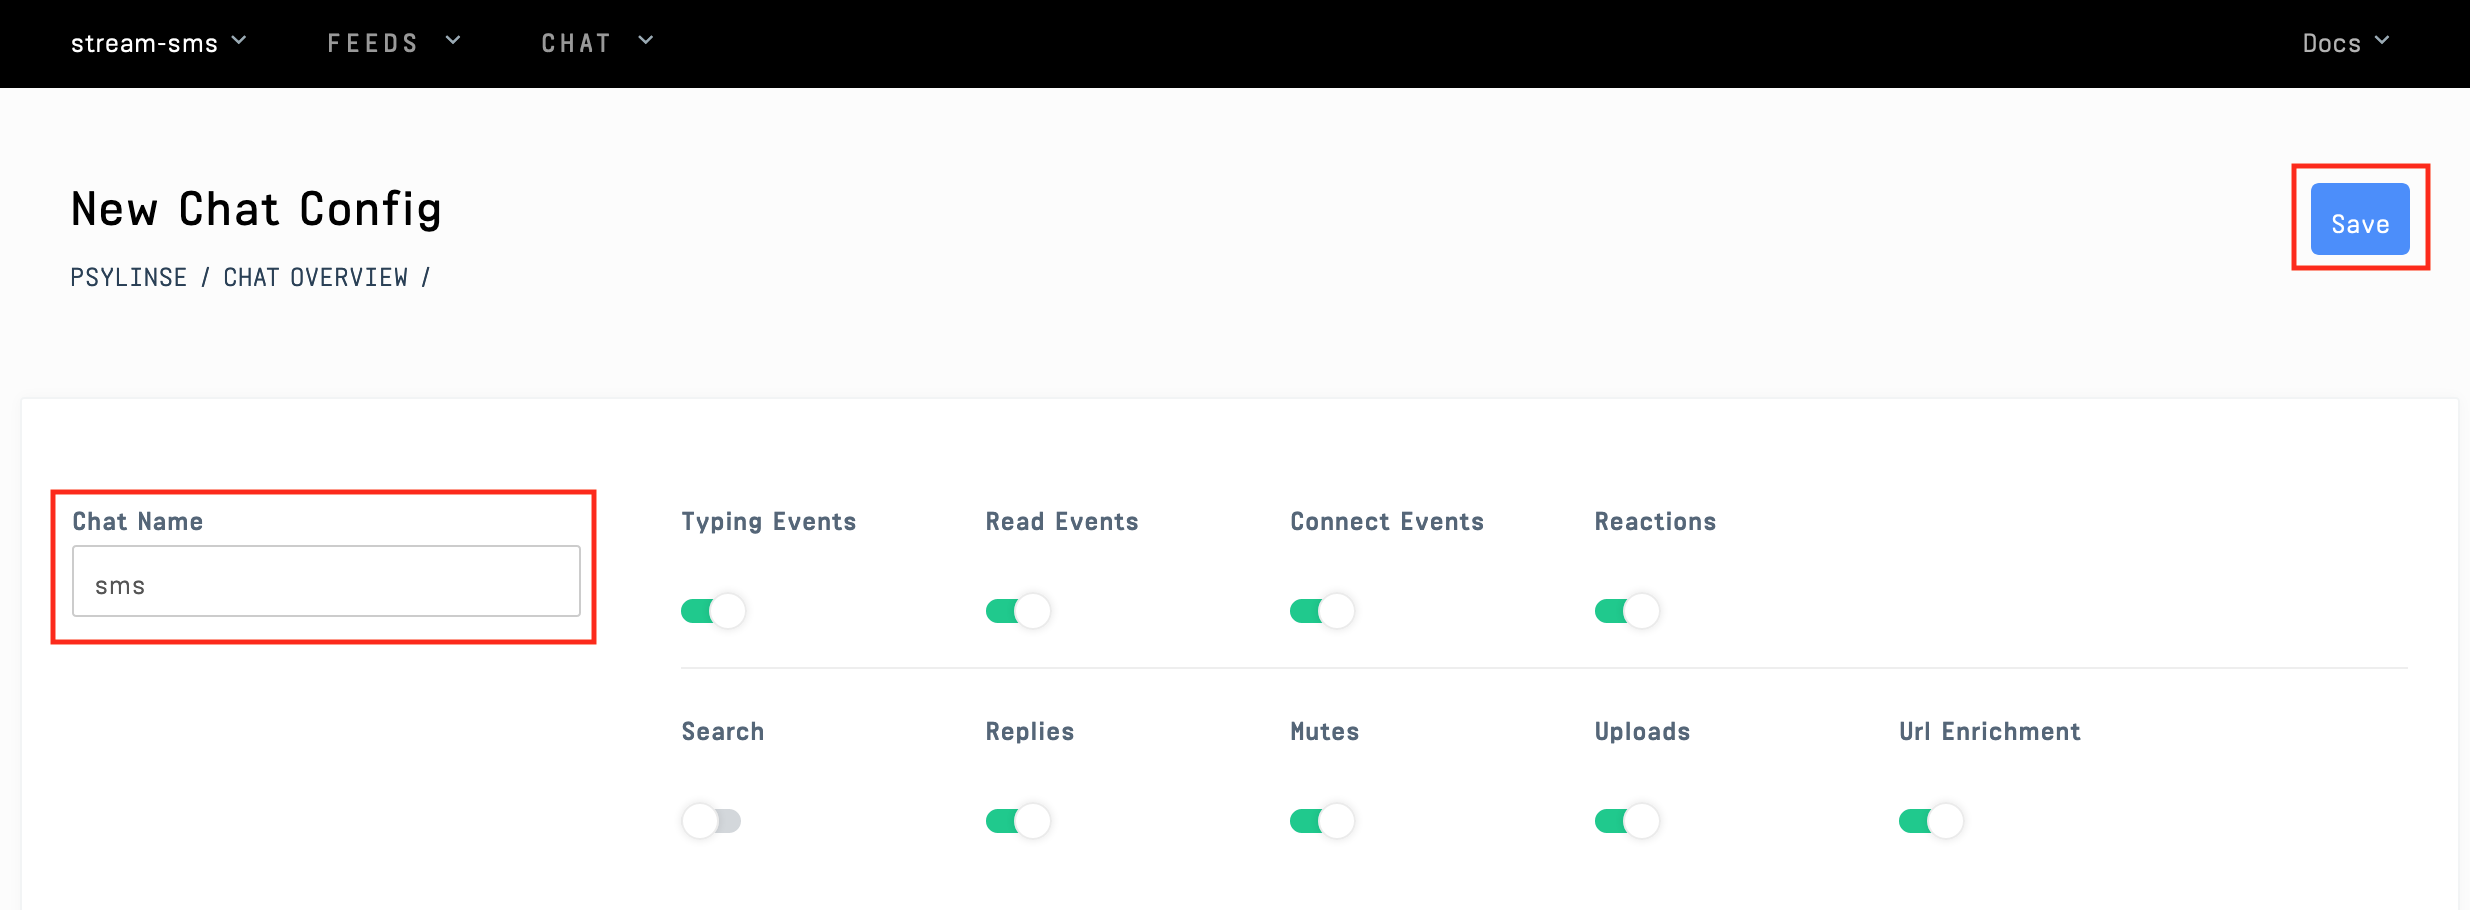 stream-sms FEEDS CHAT Docs
New Chat Config
Save
PSYLINSE / CHAT OVERVIEW /
Chat Name
sms
Typing Events Read Events Connect Events Reactions
Search Replies Mutes Uploads Url Enrichment